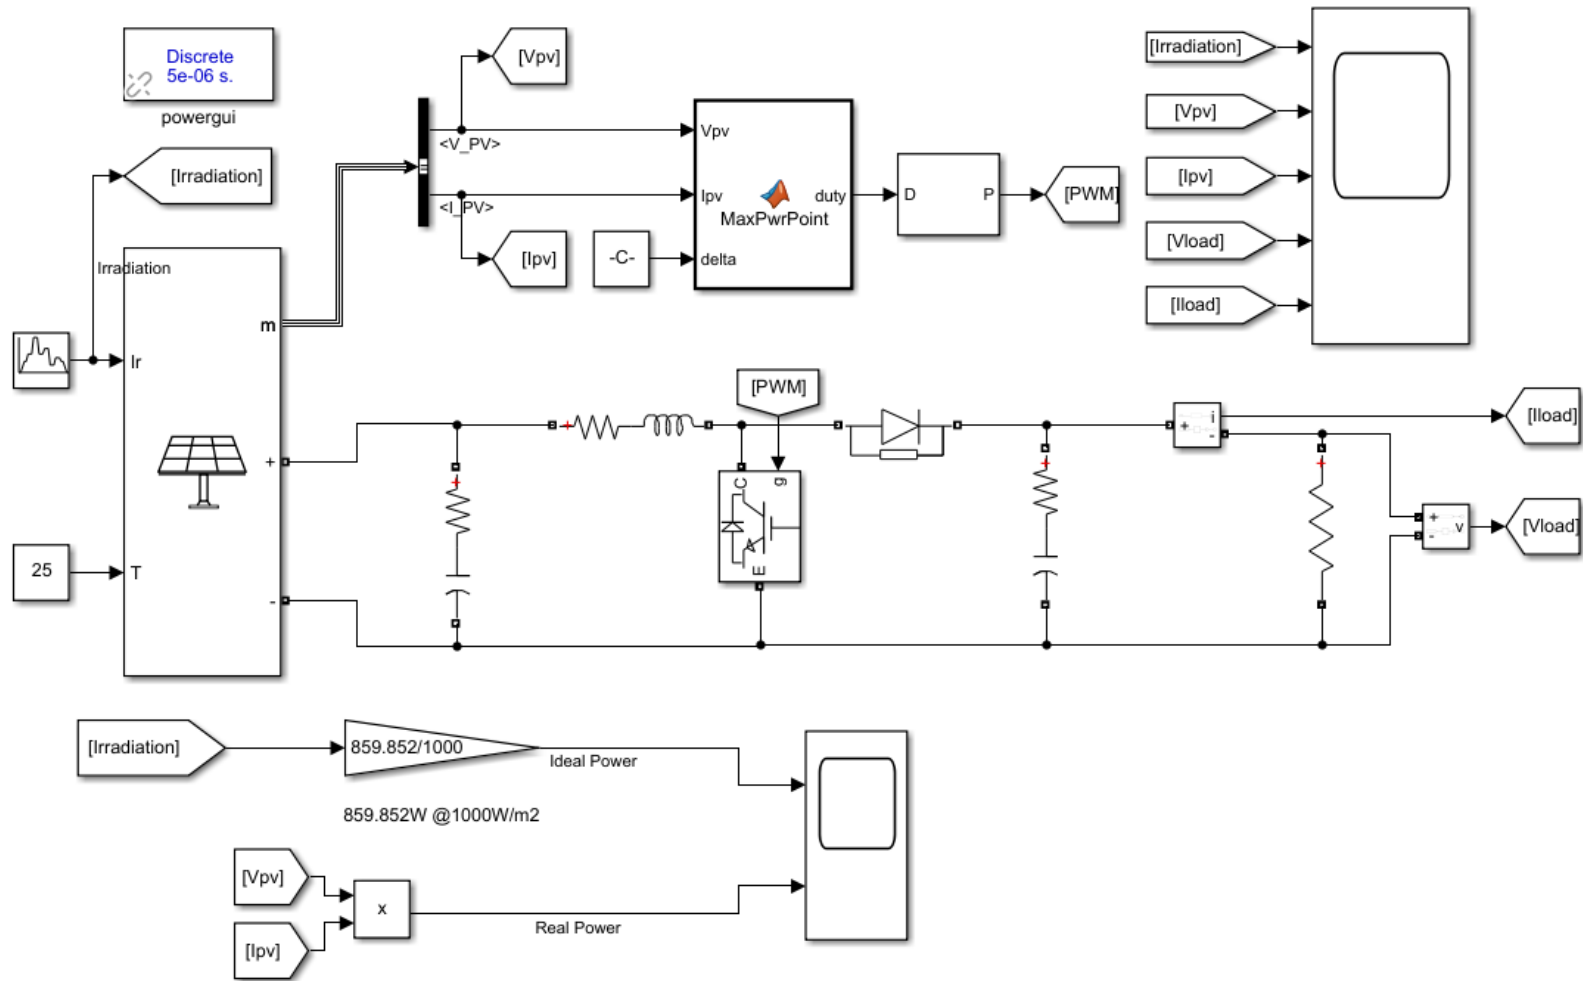 Discrete
5e-06 s.
powergui
[Irradiation]
Irradiation
Ir
T
m
+
-
25
[Vpv]
<V_PV>
<I_PV>
[Ipv]
-C-
Vpv
Ipv
delta
duty
MaxPwrPoint
D
P
[PWM]
[Irradiation]
[Vpv]
[Ipv]
[Vload]
[Iload]
[PWM]
+
C
g
E
+
+
i
+
-
+
-
v
[Iload]
[Vload]
[Irradiation]
859.852/1000
Ideal Power
859.852W @1000W/m2
[Vpv]
[Ipv]
x
Real Power
+